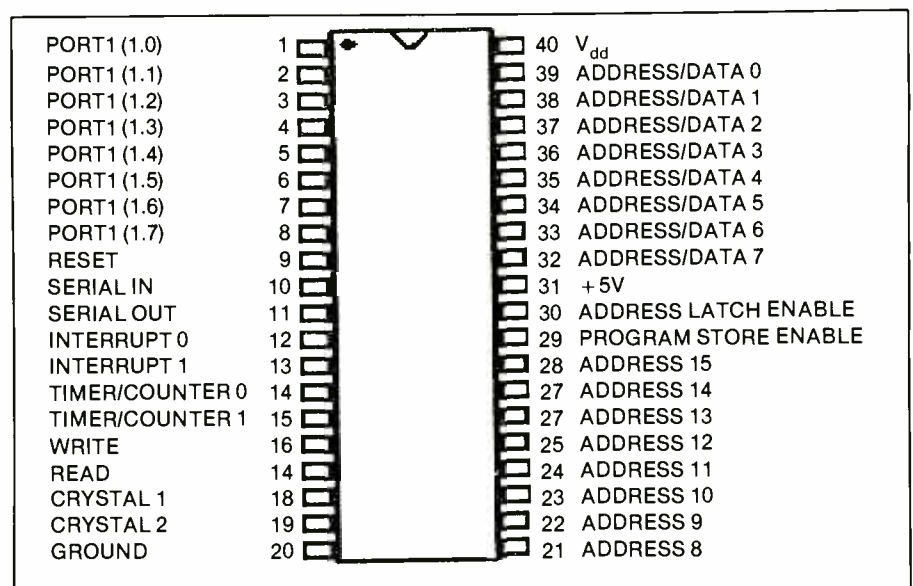 PORT1 (1.0) 1 40 Vdd
PORT1 (1.1) 2 39 ADDRESS/DATA 0
PORT1 (1.2) 3 38 ADDRESS/DATA 1
PORT1 (1.3) 4 37 ADDRESS/DATA 2
PORT1 (1.4) 5 36 ADDRESS/DATA 3
PORT1 (1.5) 6 35 ADDRESS/DATA 4
PORT1 (1.6) 7 34 ADDRESS/DATA 5
PORT1 (1.7) 8 33 ADDRESS/DATA 6
RESET 9 32 ADDRESS/DATA 7
SERIAL IN 10 31 +5V
SERIAL OUT 11 30 ADDRESS LATCH ENABLE
INTERRUPT 0 12 29 PROGRAM STORE ENABLE
INTERRUPT 1 13 28 ADDRESS 15
TIMER/COUNTER 0 14 27 ADDRESS 14
TIMER/COUNTER 1 15 27 ADDRESS 13
WRITE 16 25 ADDRESS 12
READ 14 24 ADDRESS 11
CRYSTAL 1 18 23 ADDRESS 10
CRYSTAL 2 19 22 ADDRESS 9
GROUND 20 21 ADDRESS 8